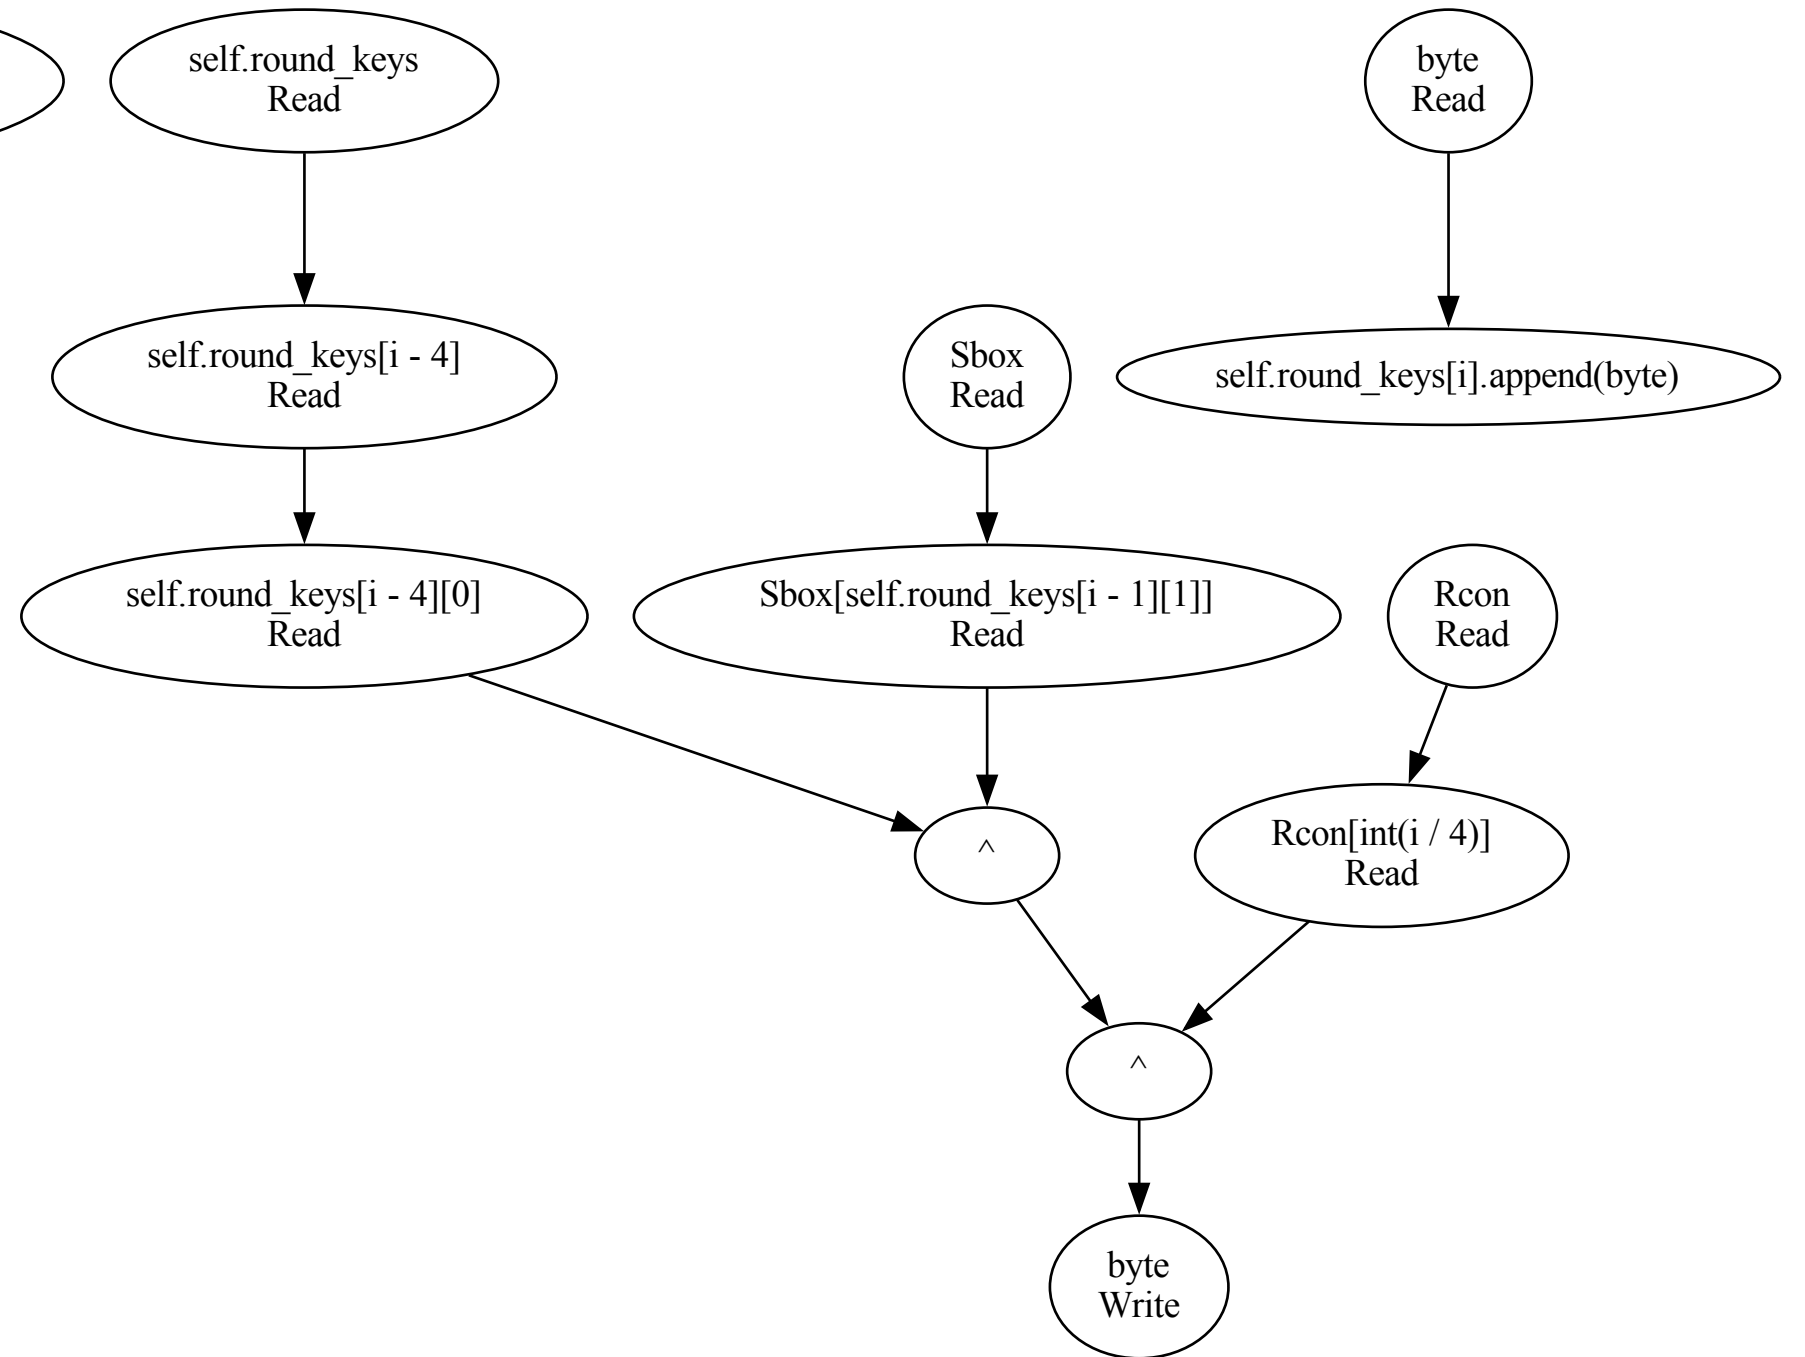 self.round_keys
Read
byte
Read
self.round_keys[i - 4]
Read
Sbox
Read
self.round_keys[i].append(byte)
self.round_keys[i - 4][0]
Read
Sbox[self.round_keys[i - 1][1]]
Read
Rcon
Read
^
Rcon[int(i / 4)]
Read
^
byte
Write